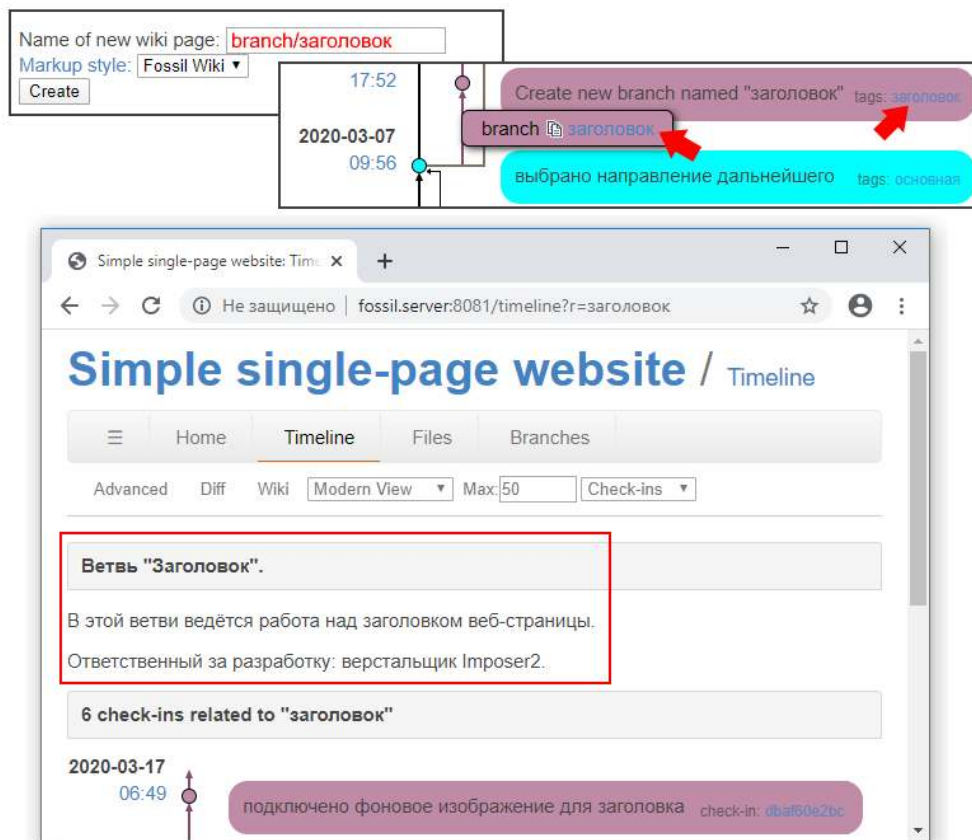 Name of new wiki page: branch/заголовок
Markup style: Fossil Wiki ▼
Create
17:52
Create new branch named "заголовок" tags: заголовок
branch заголовок
2020-03-07
09:56
выбрано направление дальнейшего tags: основная
Simple single-page website: Time
Не защищено | fossil.server:8081/timeline?r=заголовок
Simple single-page website / Timeline
☰ Home Timeline Files Branches
Advanced Diff Wiki Modern View ▼ Max: 50 Check-ins ▼
Ветвь "Заголовок".
В этой ветви ведётся работа над заголовком веб-страницы.
Ответственный за разработку: верстальщик Imposer2.
6 check-ins related to "заголовок"
2020-03-17
06:49
подключено фоновое изображение для заголовка check-in: dbaf60e2bc